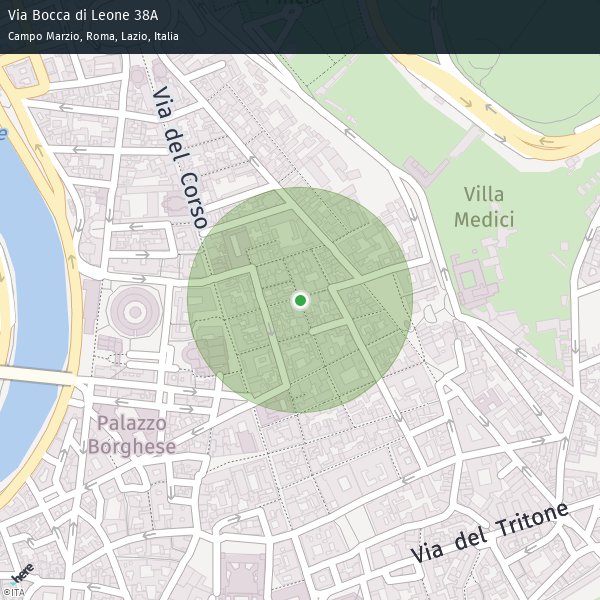 Via Bocca di Leone 38A
Campo Marzio, Roma, Lazio, Italia
Via del Corso
Villa
Medici
Palazzo
Borghese
Via del Tritone
here
©ITA